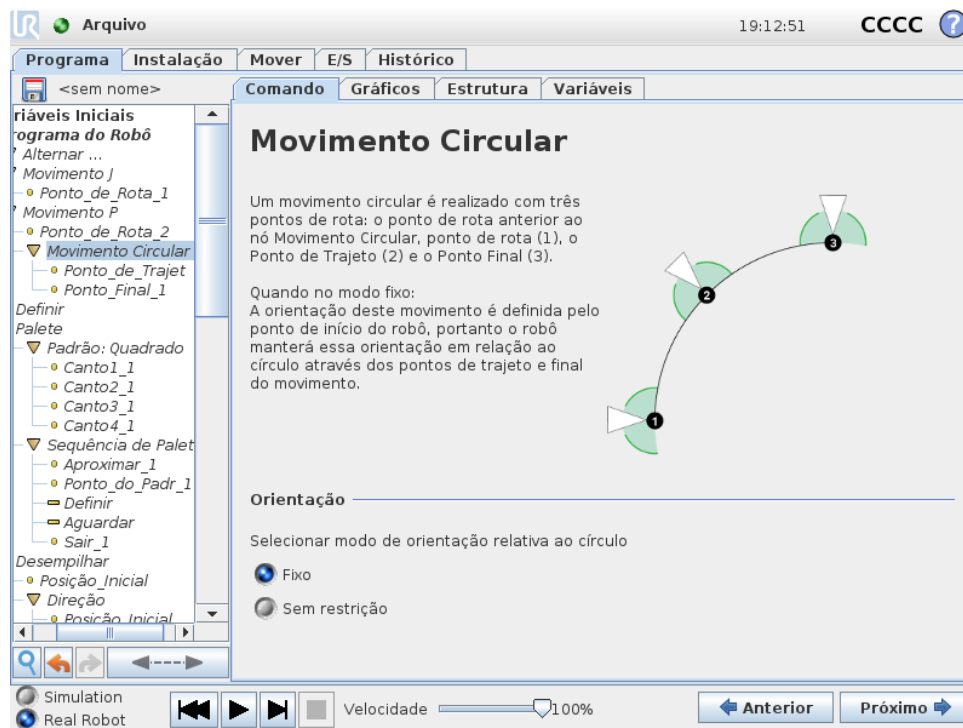 UR Arquivo 19:12:51 CCCC ?
Programa Instalação Mover E/S Histórico
<sem nome> Comando Gráficos Estrutura Variáveis
riáveis Iniciais
rograma do Robô
Alternar ...
Movimento J
Ponto_de_Rota_1
Movimento P
Ponto_de_Rota_2
Movimento Circular
Ponto_de_Trajet
Ponto_Final_1
Definir
Palete
Padrão: Quadrado
Canto1_1
Canto2_1
Canto3_1
Canto4_1
Sequência de Palet
Aproximar_1
Ponto_do_Padr_1
Definir
Aguardar
Sair_1
Desempilhar
Posição_Inicial
Direção
Posição_Inicial
Movimento Circular
Um movimento circular é realizado com três
pontos de rota: o ponto de rota anterior ao
nó Movimento Circular, ponto de rota (1), o
Ponto de Trajeto (2) e o Ponto Final (3).
Quando no modo fixo:
A orientação deste movimento é definida pelo
ponto de início do robô, portanto o robô
manterá essa orientação em relação ao
círculo através dos pontos de trajeto e final
do movimento.
3
2
1
Orientação
Selecionar modo de orientação relativa ao círculo
Fixo
Sem restrição
Simulation
Real Robot
Velocidade 100%
Anterior Próximo